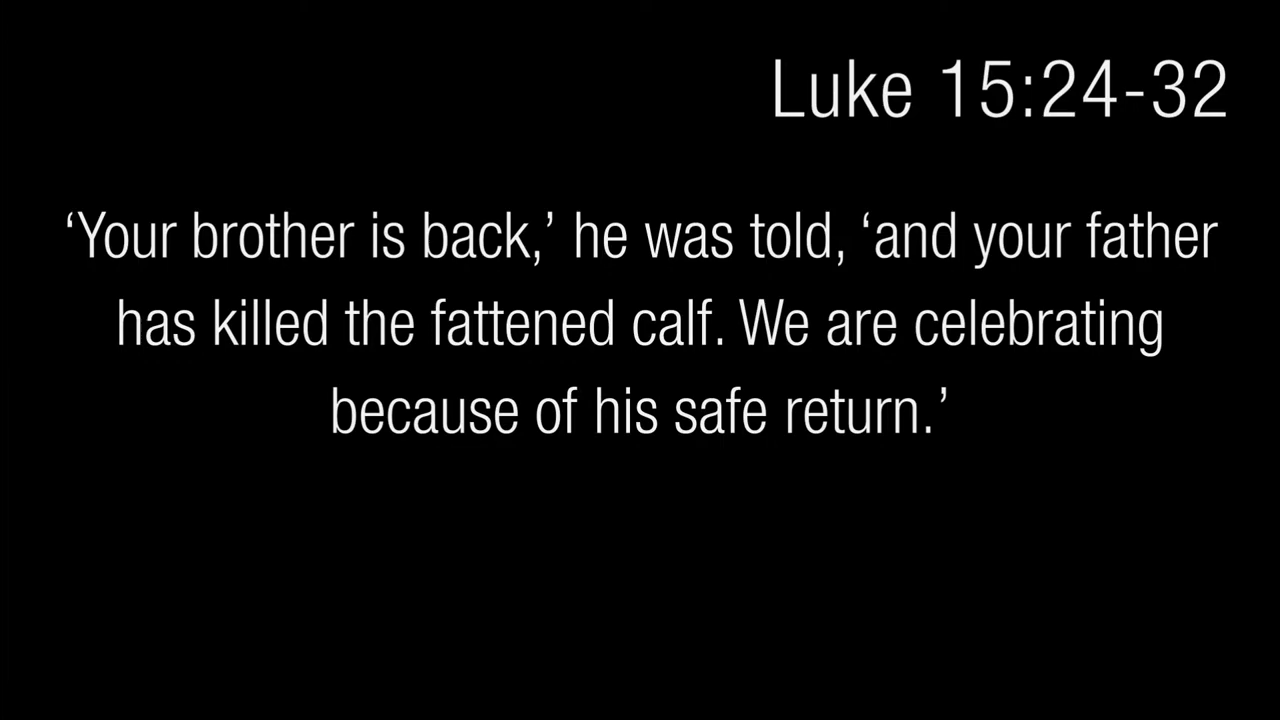 Luke 15:24-32
‘Your brother is back,’ he was told, ‘and your father
has killed the fattened calf. We are celebrating
because of his safe return.’